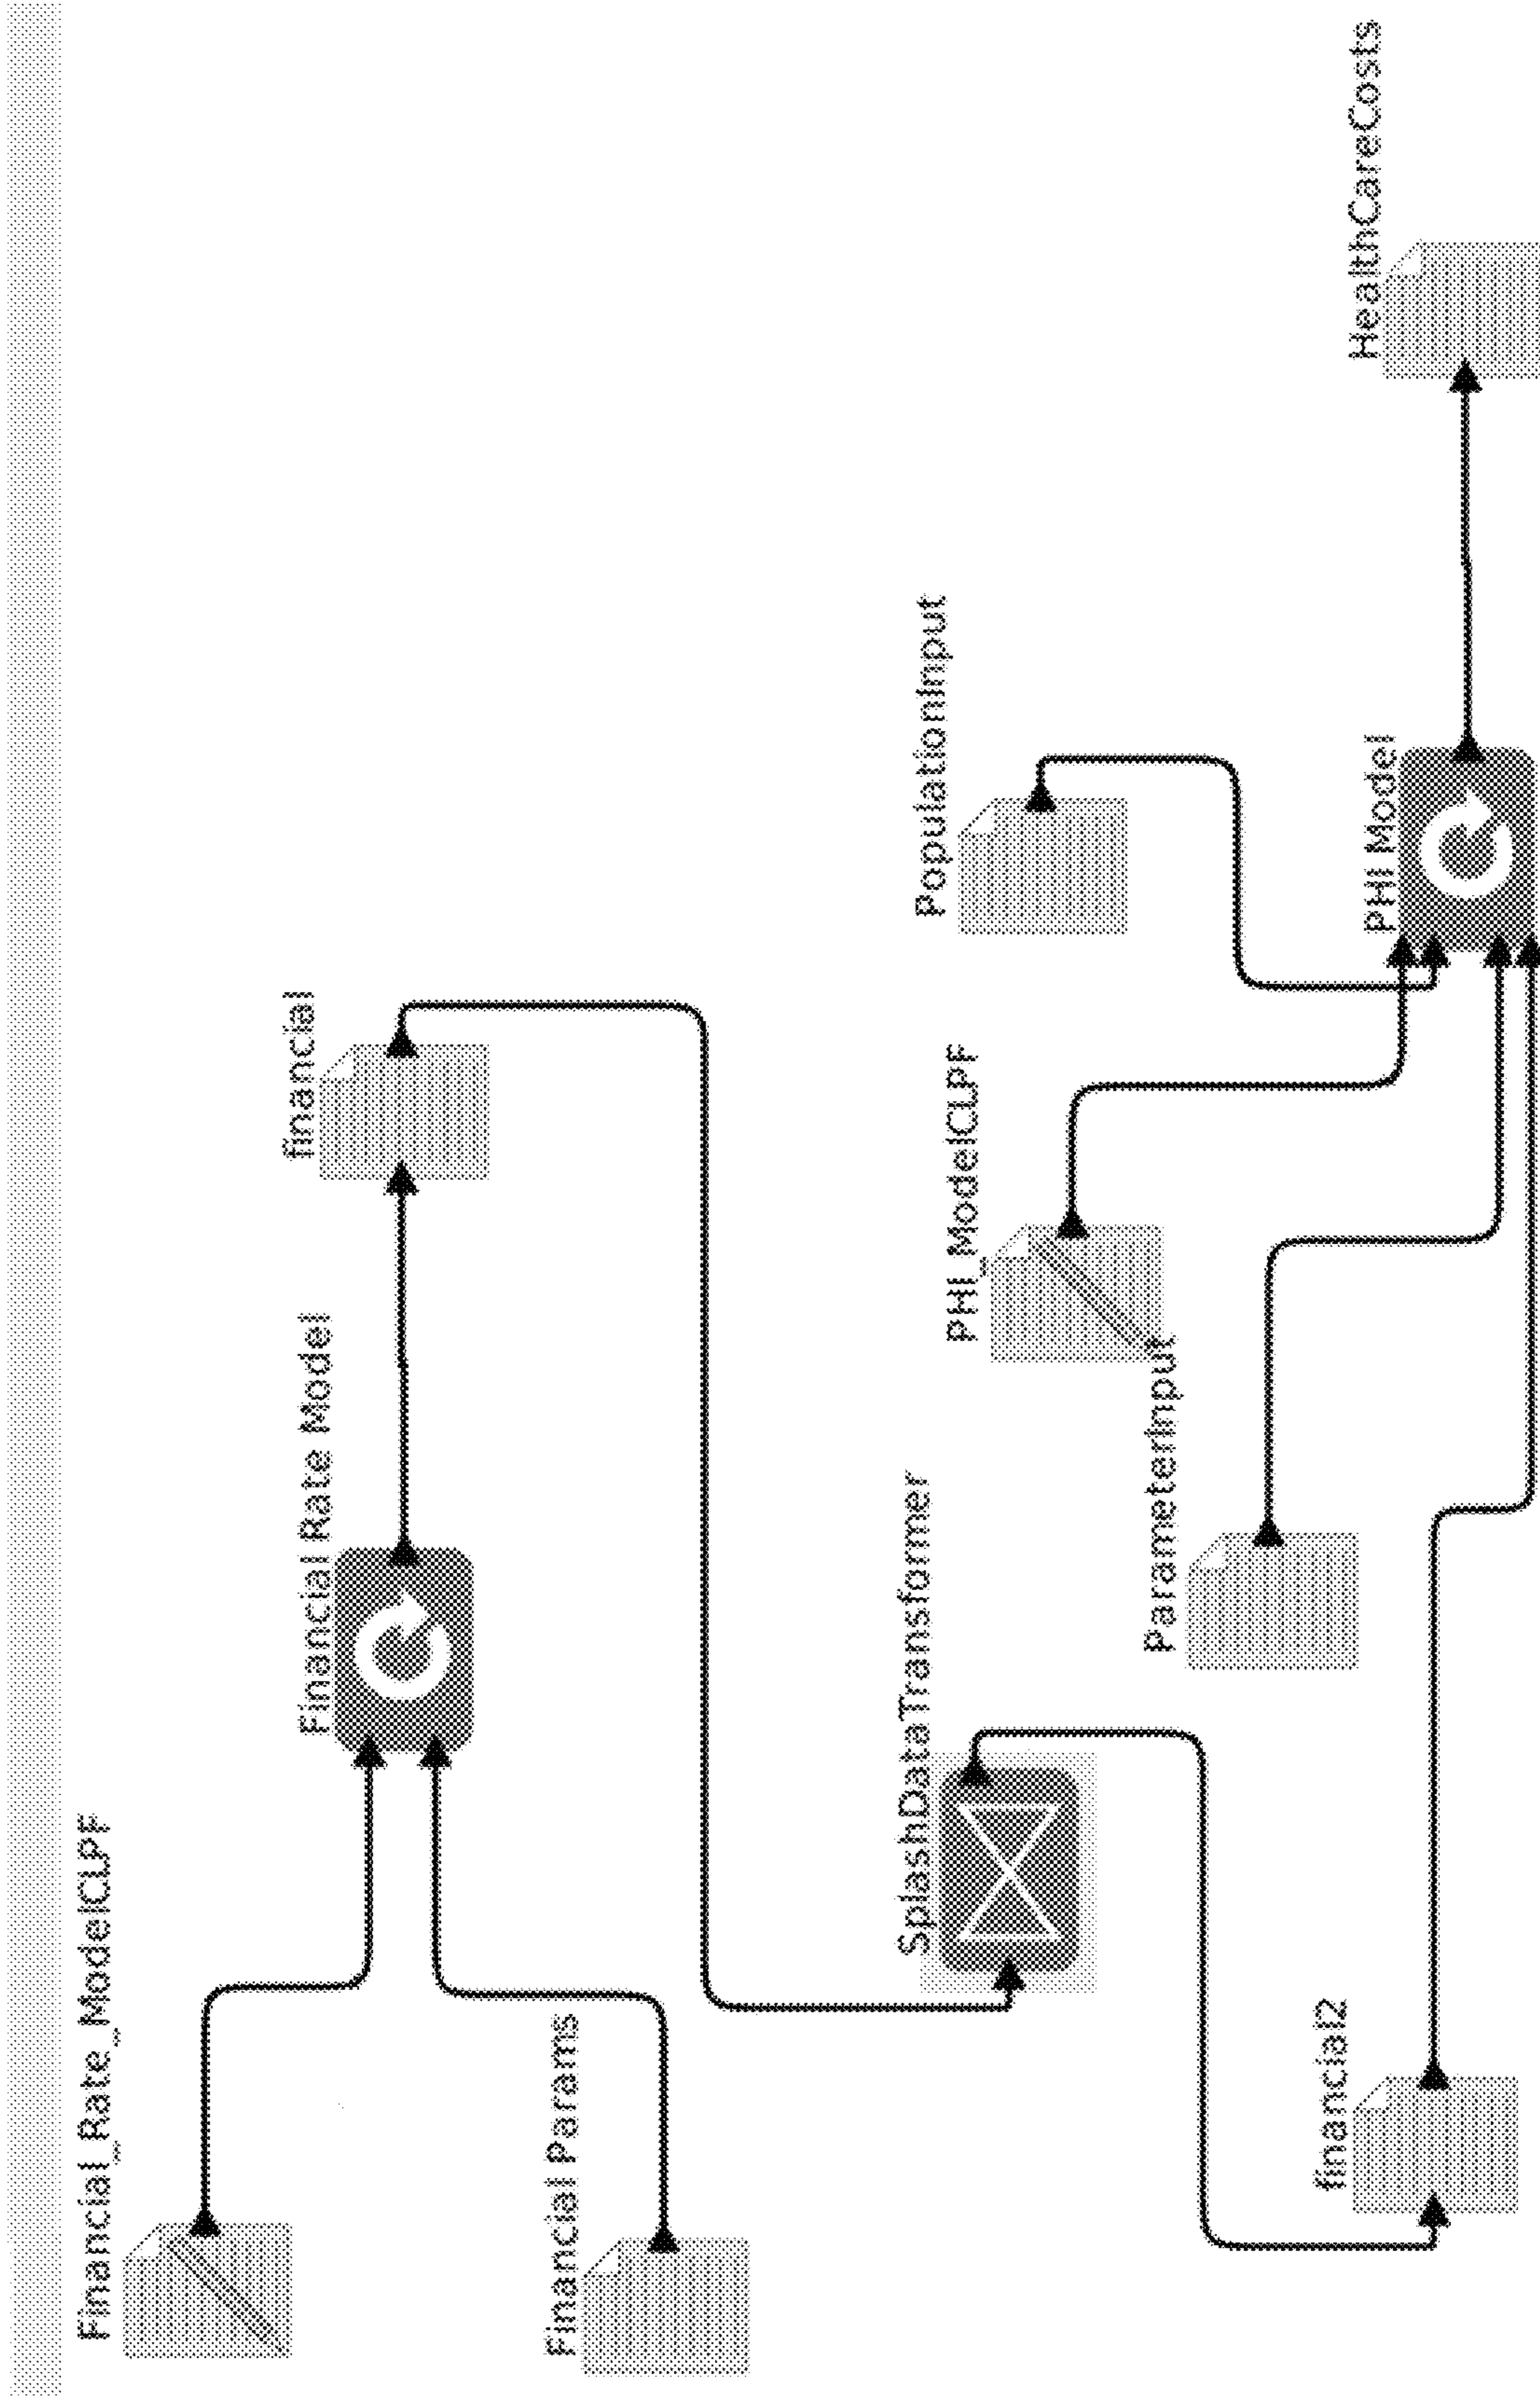 Financial_Rate_ModelCLPF
Financial Rate Model
financial
Financial Params
SplashDataTransformer
PHI_ModelCLPF
PopulationInput
ParameterInput
financial2
PHI Model
HealthCareCosts